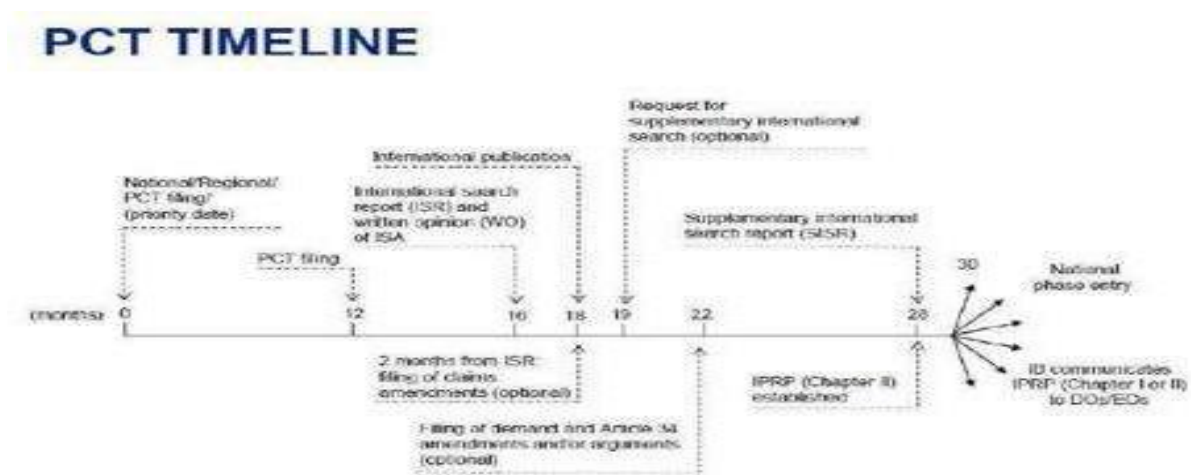 PCT TIMELINE
Request for
supplementary international
search (optional)
International publication
National/Regional/
PCT filing/
(priority date)
International search
report (ISR) and
written opinion (WO)
of ISA
Supplementary international
search report (SISR)
PCT filing
30
National
phase entry
(months) 0 12 16 18 19 22 28
2 months from ISR:
filing of claims
amendments (optional)
IPRP (Chapter II)
established
IB communicates
IPRP (Chapter I or II)
to DOs/EOs
Filing of demand and Article 34
amendments and/or arguments
(optional)